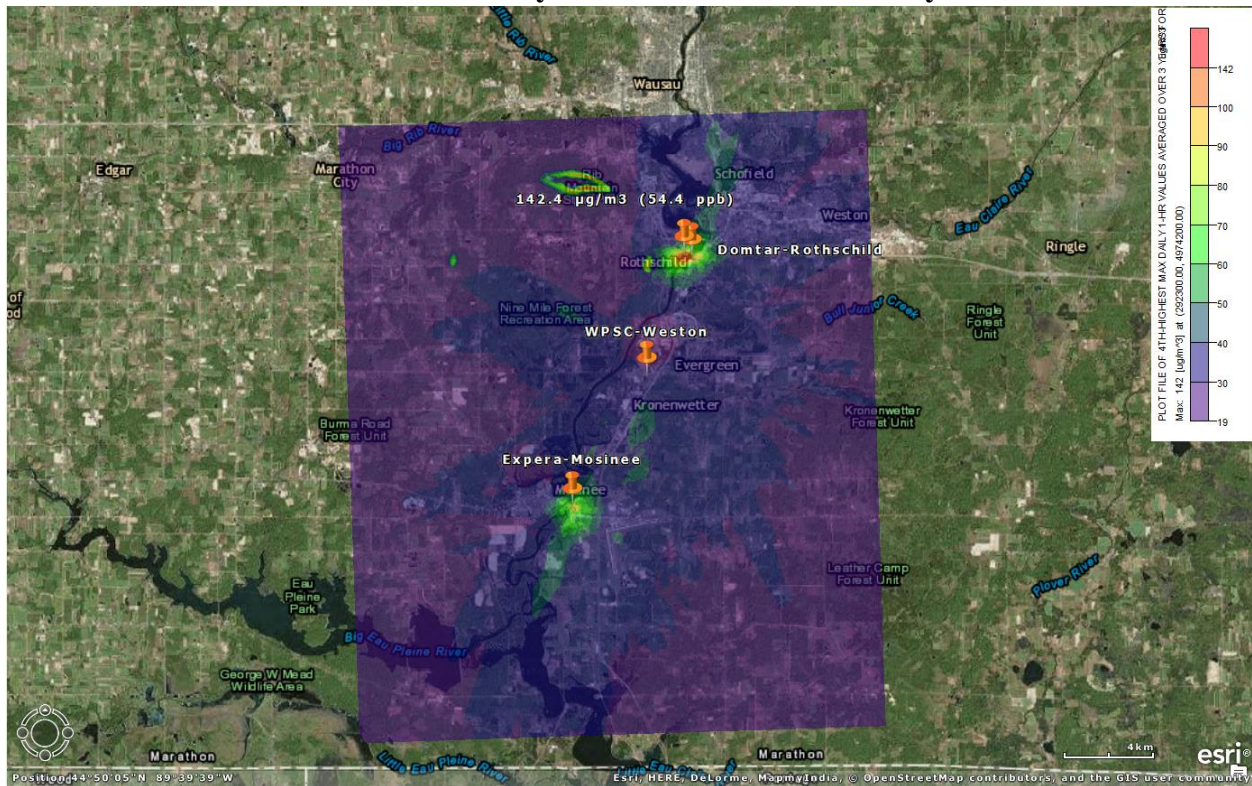 Little Rib River
Wausau
Big Rib River
Edgar
Marathon
City
Rib
Mountain
Schofield
142.4 µg/m3 (54.4 ppb)
Weston
Eau Claire River
Ringle
Domtar-Rothschild
Rothschild
of
od
Nine Mile Forest
Recreation Area
Bull Junior Creek
Ringle
Forest
Unit
WPSC-Weston
Evergreen
Kronenwetter
Kronenwetter
Forest Unit
Burma Road
Forest Unit
Expera-Mosinee
Leather Camp
Forest Unit
Plover River
Eau
Pleine
Park
Big Eau Pleine River
George W Mead
Wildlife Area
Marathon
Little Eau Pleine River
Marathon
4km
esri
Position 44°50'05"N 89°39'39"W
Esri, HERE, DeLorme, MapmyIndia, © OpenStreetMap contributors, and the GIS user community
PLOT FILE OF 4TH-HIGHEST MAX DAILY 1-HR VALUES AVERAGED OVER 3 YEARS FOR
Max: 142 [ug/m^3] at (292300.00, 4974200.00)
142
100
90
80
70
60
50
40
30
19